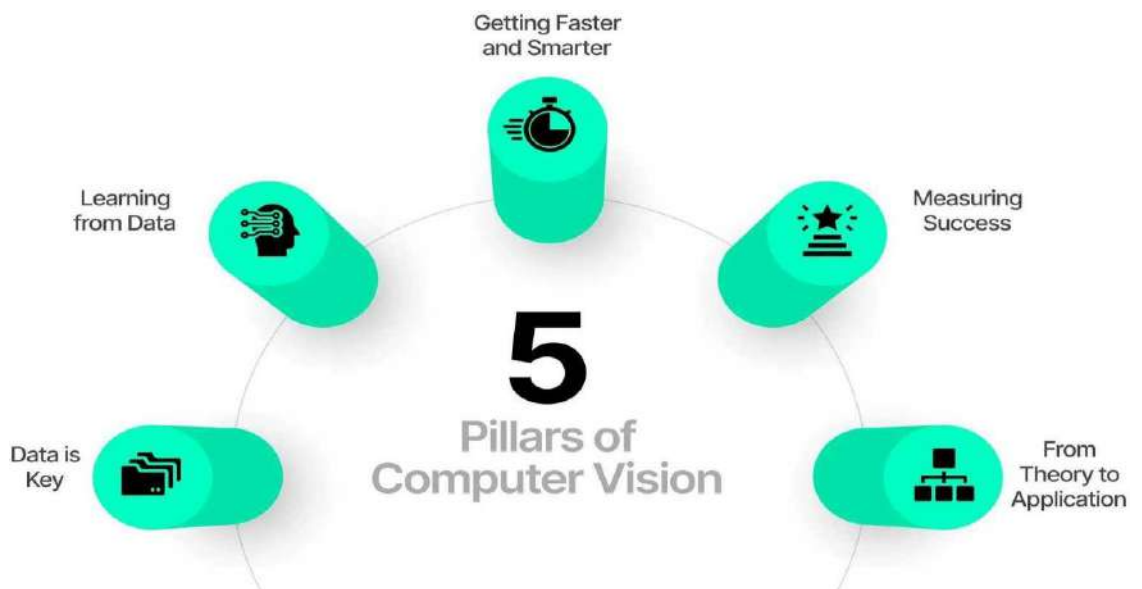 Getting Faster
and Smarter
Learning
from Data
Measuring
Success
5
Pillars of
Computer Vision
Data is
Key
From
Theory to
Application